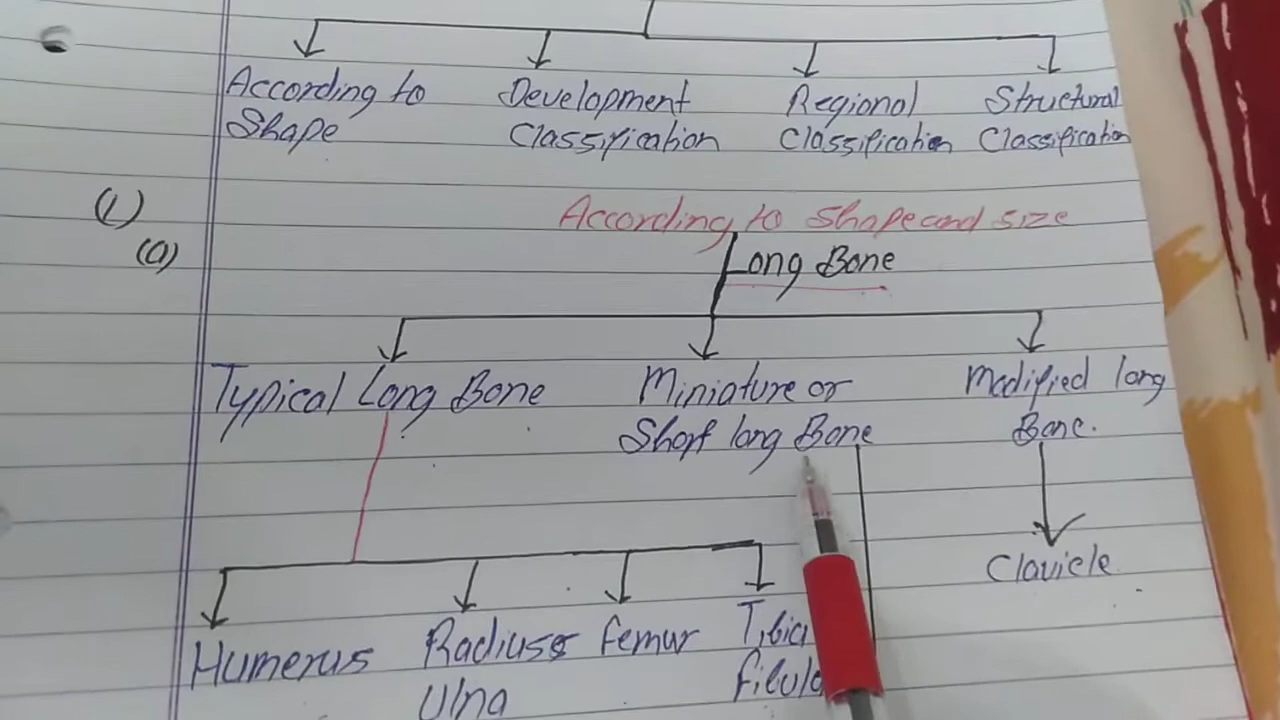 According to Development Regional Structural
Shape Classification Classification Classification
(1) According to Shape and size
(a) Long Bone
Typical Long Bone Miniature or Modified long
Short long Bone Bone.
Clavicle
Humerus Radius & Femur Tibia
Ulna Fibula